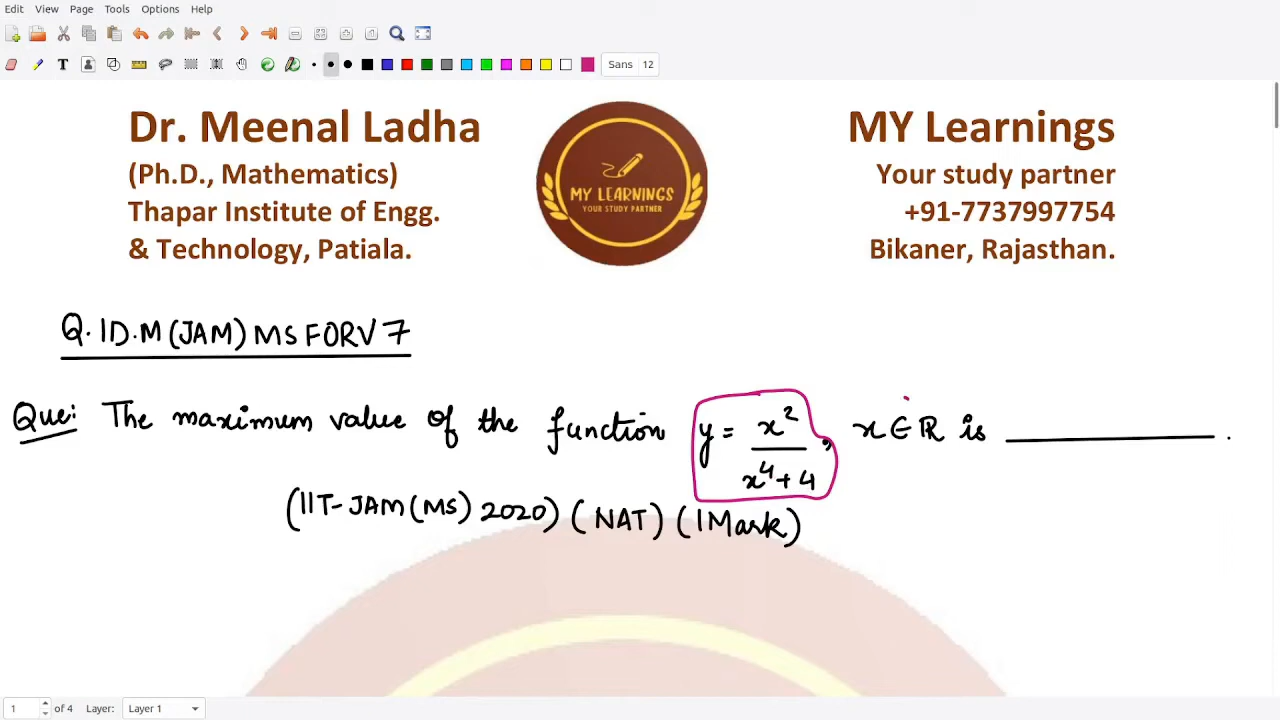 Edit View Page Tools Options Help
T Sans 12
Dr. Meenal Ladha
(Ph.D., Mathematics)
Thapar Institute of Engg.
& Technology, Patiala.
MY LEARNINGS
YOUR STUDY PARTNER
MY Learnings
Your study partner
+91-7737997754
Bikaner, Rajasthan.
Q. 1D.M (JAM) MS FORV 7
Que: The maximum value of the function y = x²/(x⁴+4), x ∈ ℝ is ________.
(IIT-JAM (MS) 2020) (NAT) (1 Mark)
1 of 4 Layer: Layer 1